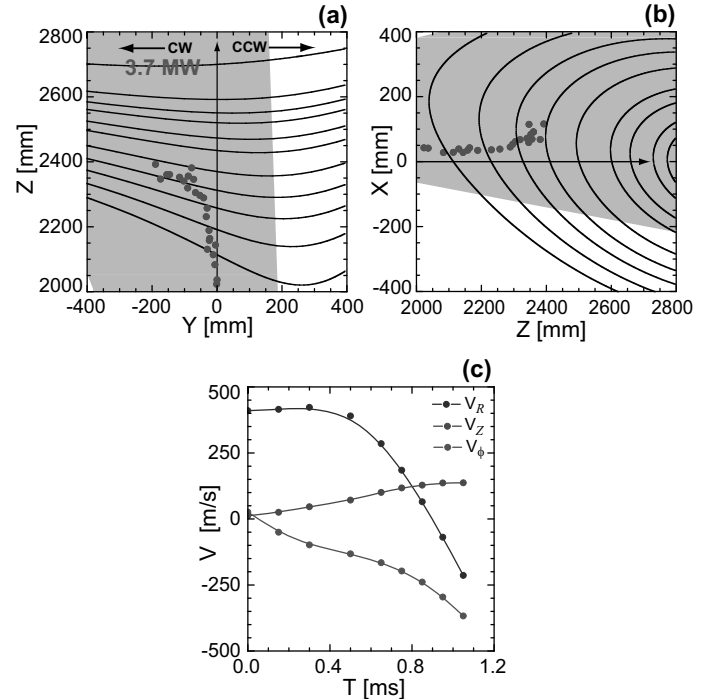 (a)
CW CCW
3.7 MW
Z [mm]
2800
2600
2400
2200
2000
-400 -200 0 200 400
Y [mm]
(b)
X [mm]
400
200
0
-200
-400
2000 2200 2400 2600 2800
Z [mm]
(c)
V [m/s]
500
250
0
-250
-500
V_R
V_Z
V_ϕ
0.0 0.4 0.8 1.2
T [ms]